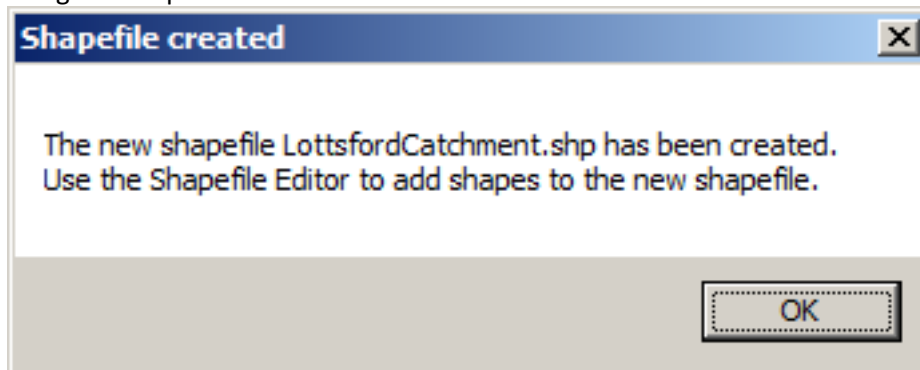 Shapefile created
The new shapefile LottsfordCatchment.shp has been created.
Use the Shapefile Editor to add shapes to the new shapefile.
OK